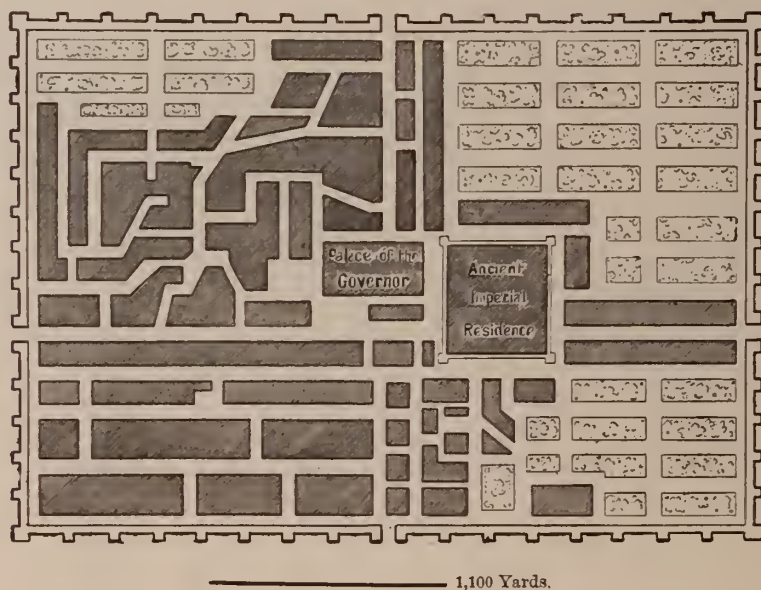 Palace of the
Governor
Ancient
Imperial
Residence
1,100 Yards.